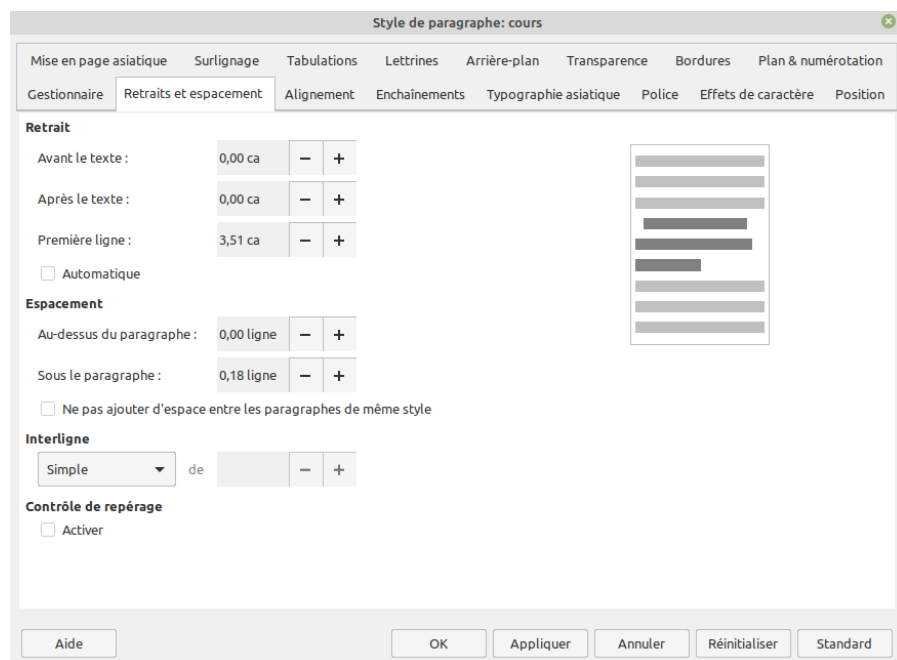 Style de paragraphe: cours
Mise en page asiatique Surlignage Tabulations Lettrines Arrière-plan Transparence Bordures Plan & numérotation
Gestionnaire Retraits et espacement Alignement Enchaînements Typographie asiatique Police Effets de caractère Position
Retrait
Avant le texte : 0,00 ca − +
Après le texte : 0,00 ca − +
Première ligne : 3,51 ca − +
Automatique
Espacement
Au-dessus du paragraphe : 0,00 ligne − +
Sous le paragraphe : 0,18 ligne − +
Ne pas ajouter d'espace entre les paragraphes de même style
Interligne
Simple de − +
Contrôle de repérage
Activer
Aide OK Appliquer Annuler Réinitialiser Standard